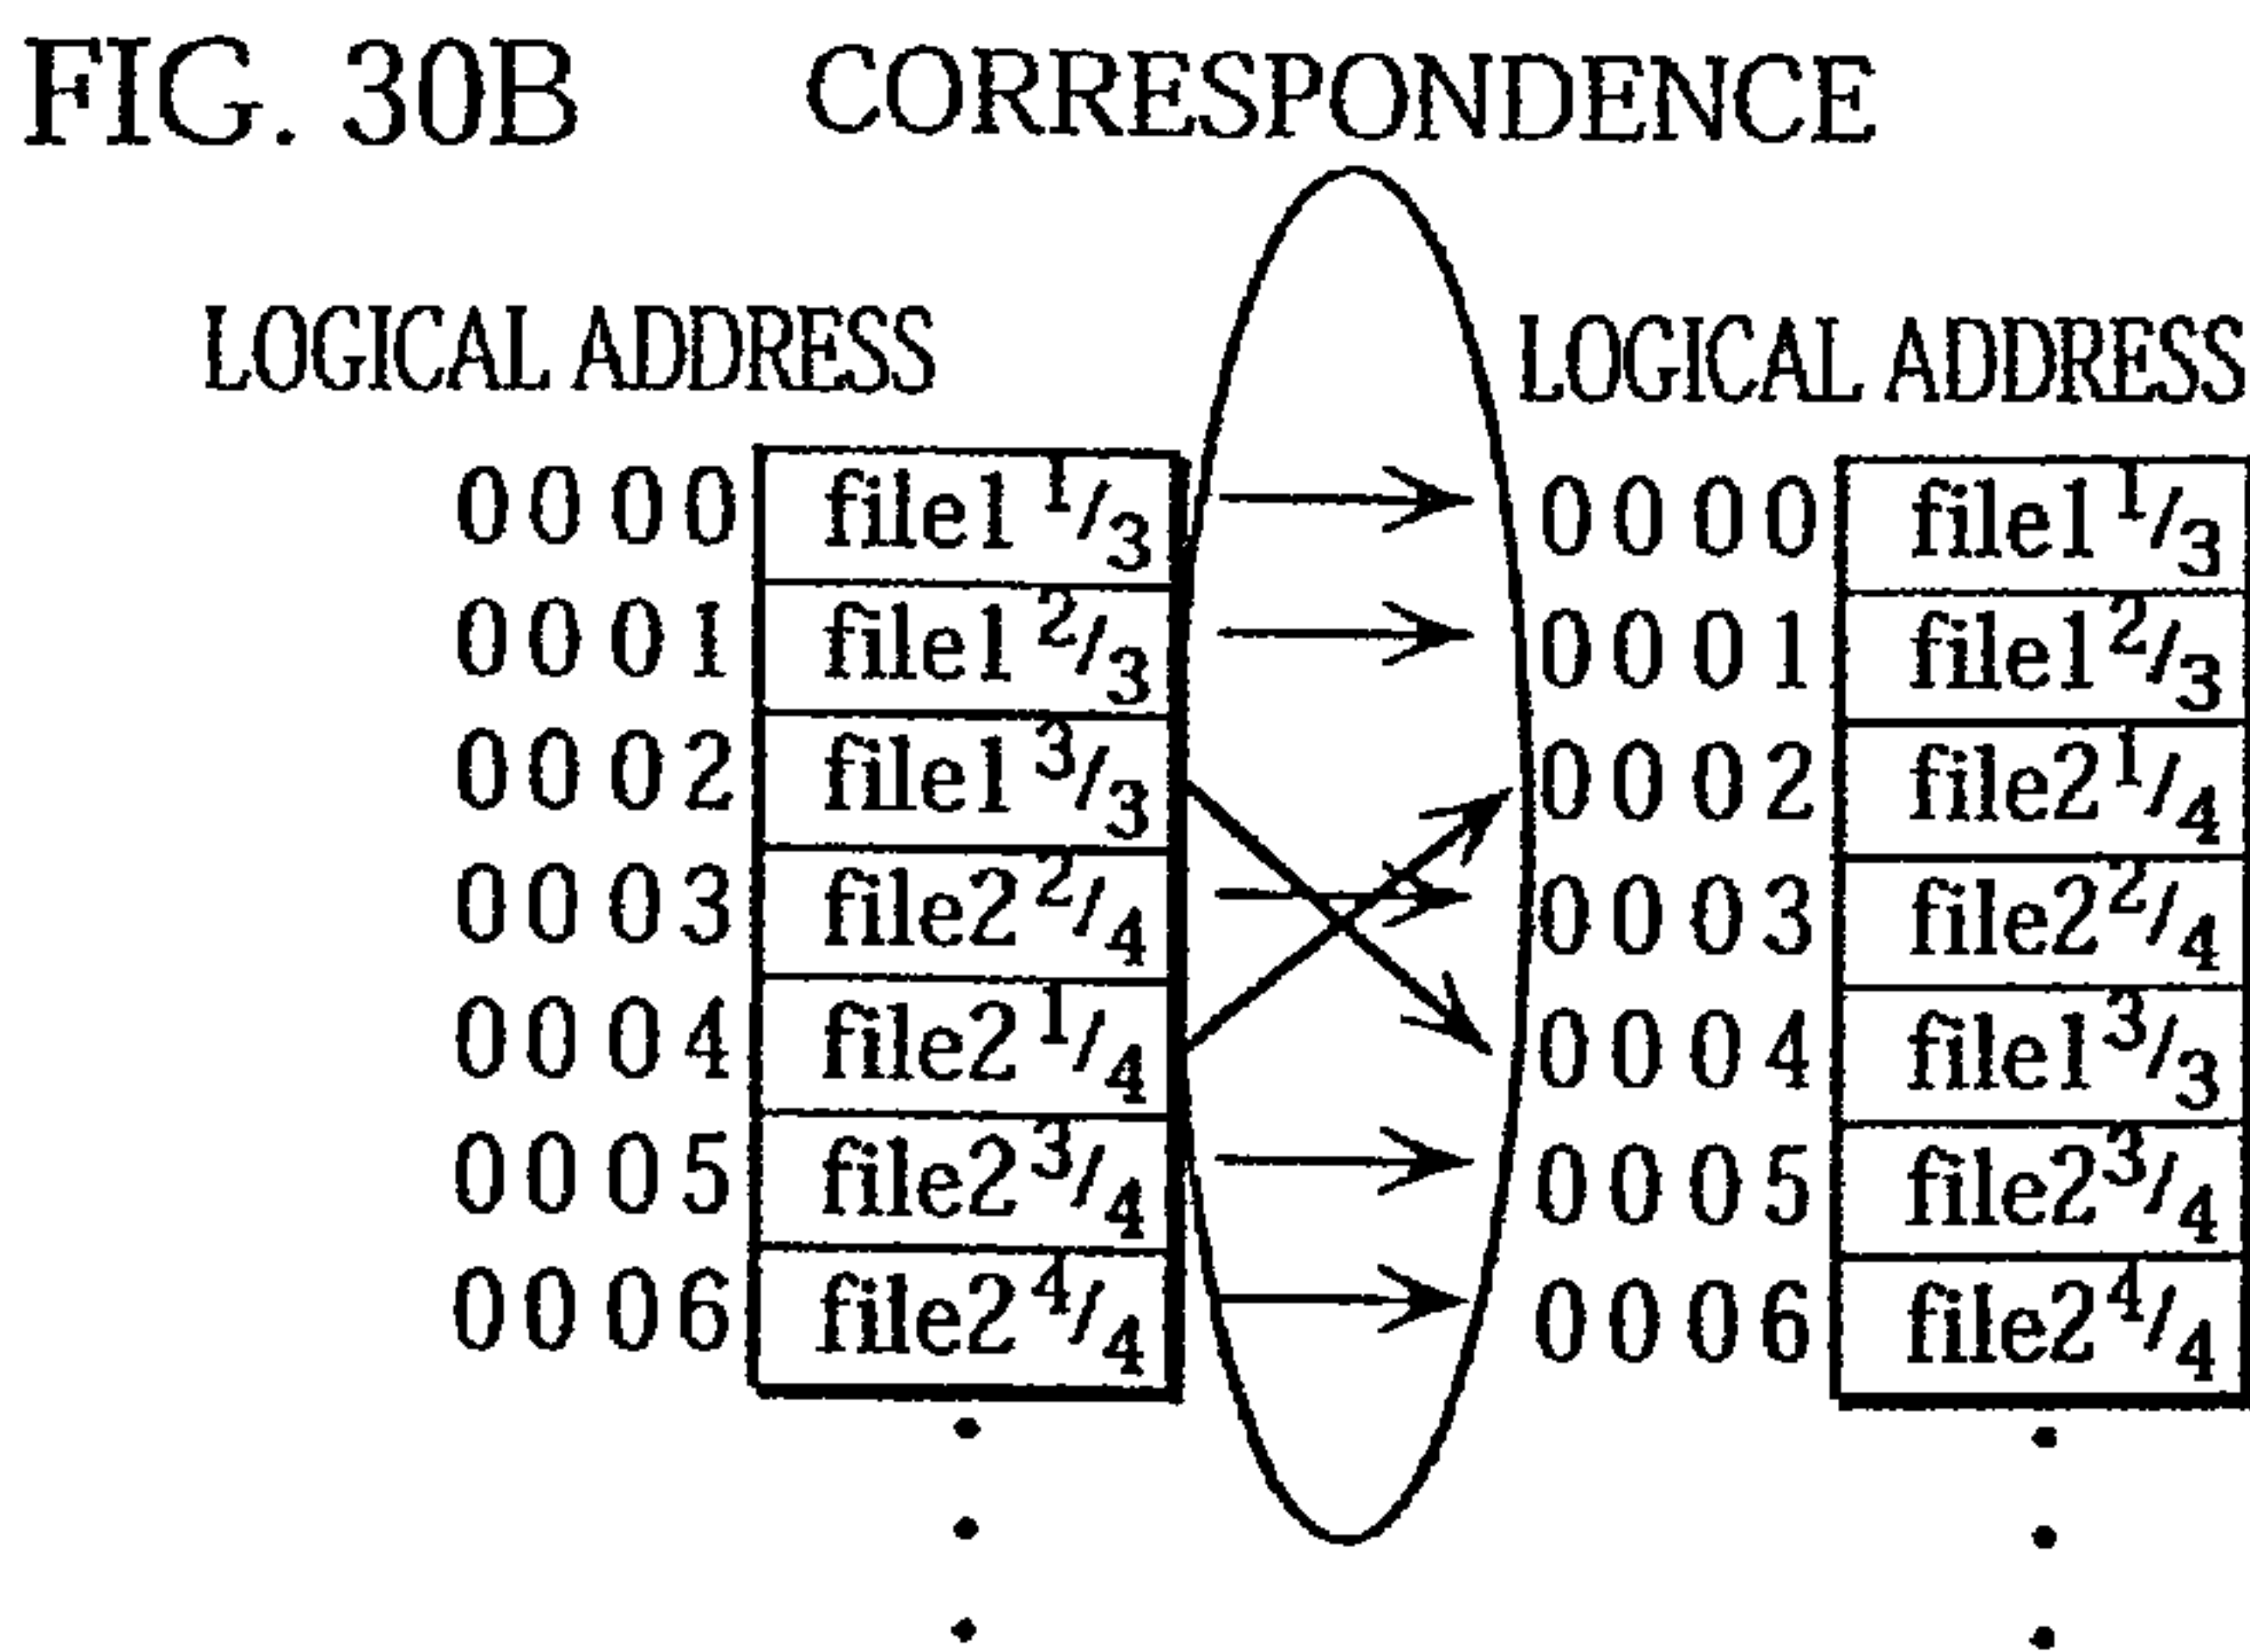 FIG. 30B CORRESPONDENCE
LOGICAL ADDRESS LOGICAL ADDRESS
0000 file1 1/3 0000 file1 1/3
0001 file1 2/3 0001 file1 2/3
0002 file1 3/3 0002 file2 1/4
0003 file2 2/4 0003 file2 2/4
0004 file2 1/4 0004 file1 3/3
0005 file2 3/4 0005 file2 3/4
0006 file2 4/4 0006 file2 4/4